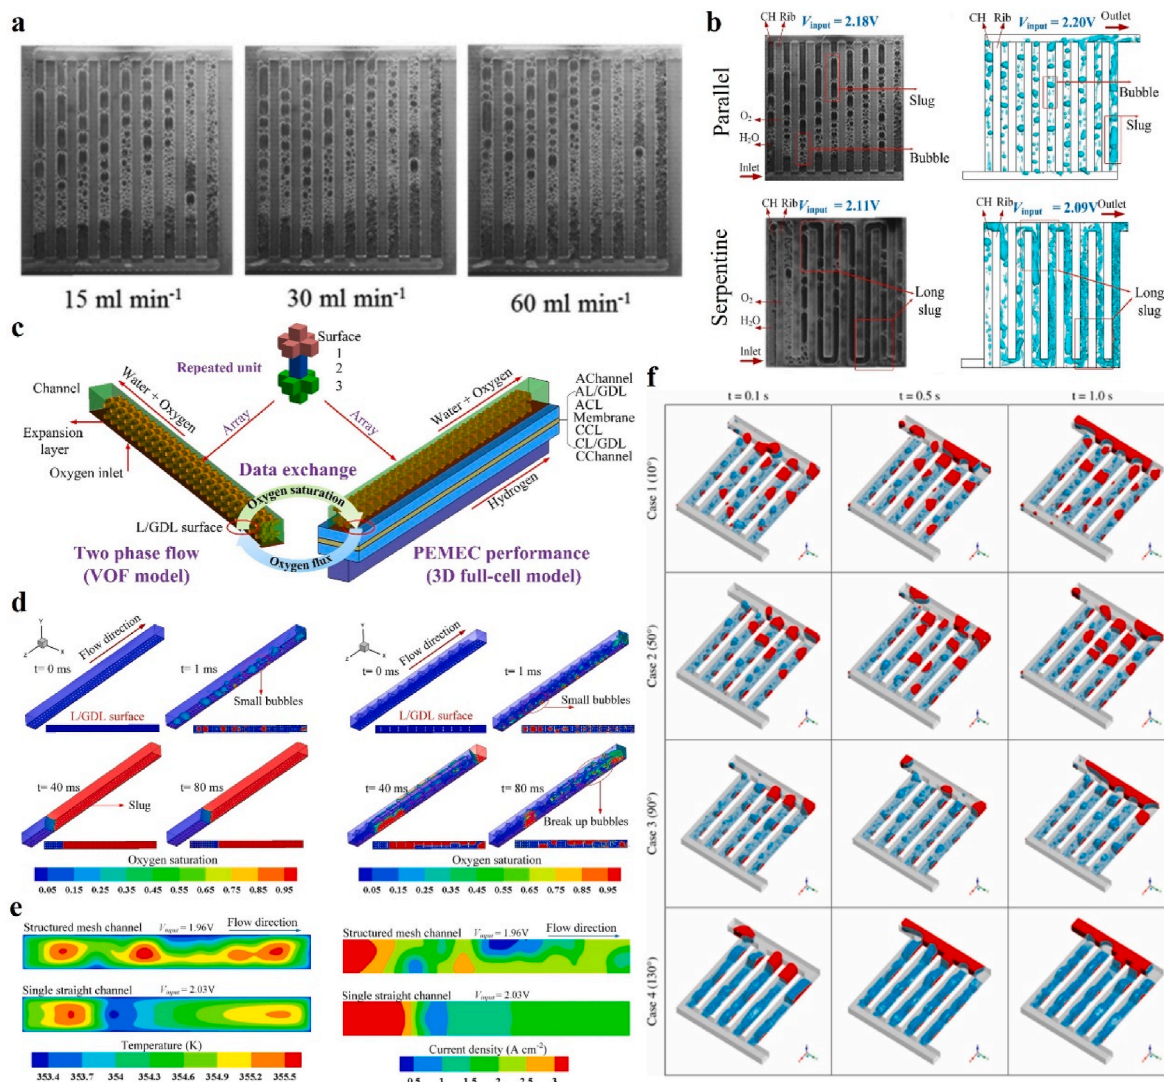 a
15 ml min⁻¹
30 ml min⁻¹
60 ml min⁻¹
b
Parallel
CH Rib
Vinput = 2.18V
O₂
H₂O
Inlet
Slug
Bubble
CH Rib
Vinput = 2.20V
Outlet
Bubble
Slug
Serpentine
CH Rib
Vinput = 2.11V
O₂
H₂O
Inlet
Long
slug
CH Rib
Vinput = 2.09V
Outlet
c
Repeated unit
Surface
1
2
3
Channel
Water + Oxygen
Array
Expansion
layer
Oxygen inlet
L/GDL surface
Two phase flow
(VOF model)
Data exchange
Oxygen saturation
Oxygen flux
Array
Water + Oxygen
AChannel
AL/GDL
ACL
Membrane
CCL
CL/GDL
CChannel
Hydrogen
PEMEC performance
(3D full-cell model)
d
Y
Z
X
Flow direction
t= 0 ms
t= 1 ms
Small bubbles
L/GDL surface
t= 40 ms
t= 80 ms
Slug
Oxygen saturation
0.05 0.15 0.25 0.35 0.45 0.55 0.65 0.75 0.85 0.95
Y
Z
X
Flow direction
t= 0 ms
t= 1 ms
Small bubbles
L/GDL surface
t= 40 ms
t= 80 ms
Break up bubbles
Oxygen saturation
0.05 0.15 0.25 0.35 0.45 0.55 0.65 0.75 0.85 0.95
e
Structured mesh channel Vinput = 1.96V Flow direction
Single straight channel Vinput = 2.03V
Temperature (K)
353.4 353.7 354 354.3 354.6 354.9 355.2 355.5
Structured mesh channel Vinput = 1.96V Flow direction
Single straight channel Vinput = 2.03V
Current density (A cm⁻²)
0.5 1 1.5 2 2.5 3
f
t = 0.1 s
t = 0.5 s
t = 1.0 s
Case 1 (10°)
Case 2 (50°)
Case 3 (90°)
Case 4 (130°)